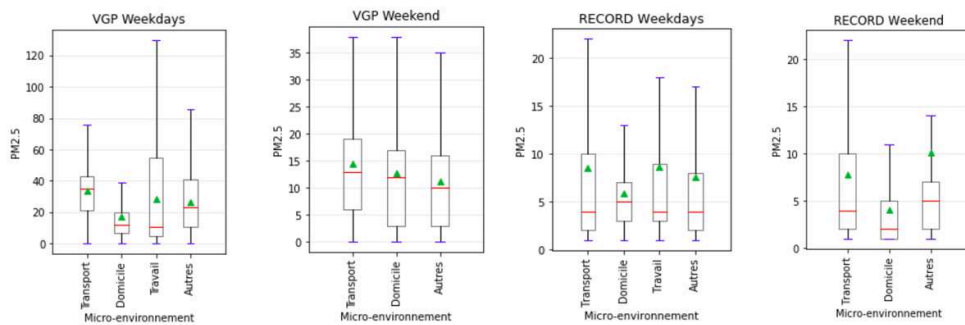 VGP Weekdays
PM2.5
120
100
80
60
40
20
0
Transport
Domicile
Travail
Autres
Micro-environnement
VGP Weekend
PM2.5
35
30
25
20
15
10
5
0
Transport
Domicile
Autres
Micro-environnement
RECORD Weekdays
PM2.5
20
15
10
5
0
Transport
Domicile
Travail
Autres
Micro-environnement
RECORD Weekend
PM2.5
20
15
10
5
0
Transport
Domicile
Autres
Micro-environnement